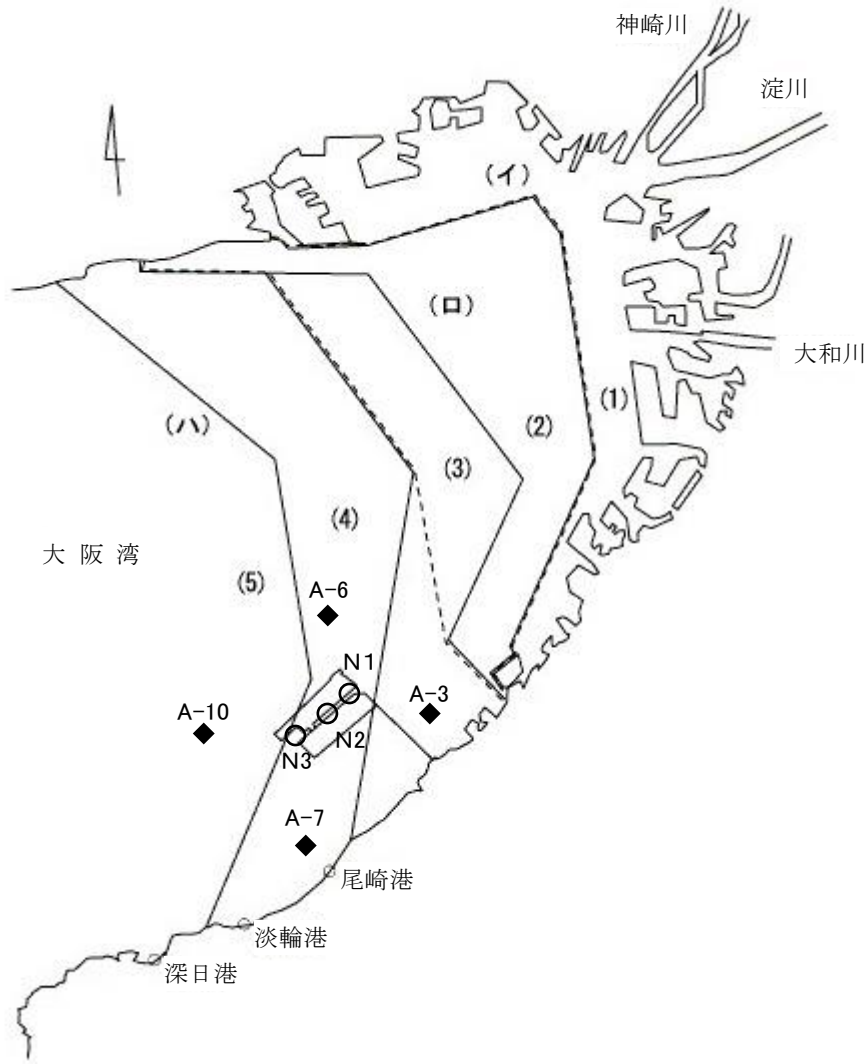 神崎川
淀川
(イ)
(ロ)
大和川
(1)
(ハ)
(2)
(3)
(4)
大阪湾
(5)
A-6
N1
A-10
A-3
N2
N3
A-7
尾崎港
淡輪港
深日港